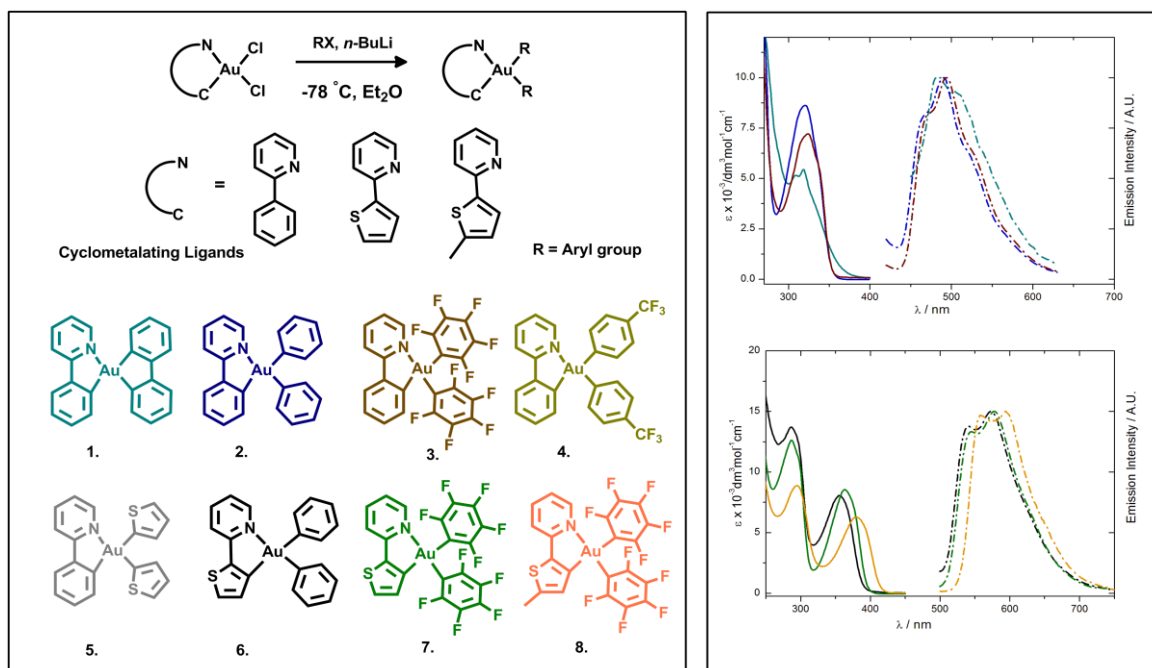 N
Au
Cl
Cl
C
RX, n-BuLi
-78 °C, Et₂O
N
Au
R
R
C
N
C
=
N
N
S
N
S
Cyclometalating Ligands
R = Aryl group
N
Au
1.
N
Au
2.
F
F
F
F
F
N
Au
F
F
F
F
F
3.
CF₃
N
Au
CF₃
4.
S
N
Au
S
5.
N
Au
S
6.
F
F
F
F
F
N
Au
S
F
F
F
F
F
7.
F
F
F
F
F
N
Au
S
F
F
F
F
F
8.
ε x 10⁻³/dm³mol⁻¹cm⁻¹
10.0
7.5
5.0
2.5
0.0
300 400 500 600 700
λ / nm
Emission Intensity / A.U.
ε x 10⁻³/dm³mol⁻¹cm⁻¹
15
10
5
0
300 400 500 600 700
λ / nm
Emission Intensity / A.U.